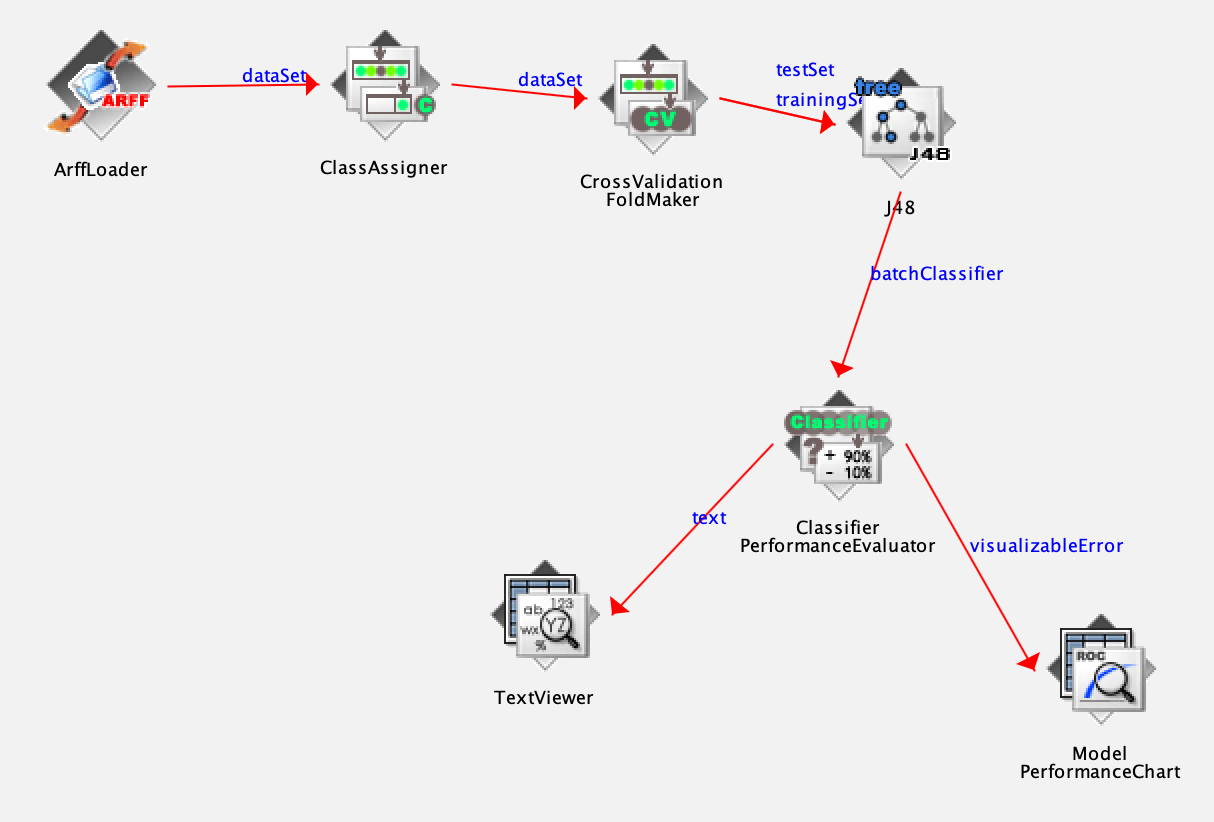 dataSet
ARFF
ArffLoader
dataSet
C
ClassAssigner
CV
CrossValidation
FoldMaker
testSet
trainingSe
tree
J48
J48
batchClassifier
Classifier
?
+ 90%
- 10%
Classifier
PerformanceEvaluator
text
visualizableError
ab 123
wx YZ
%
TextViewer
ROC
Model
PerformanceChart